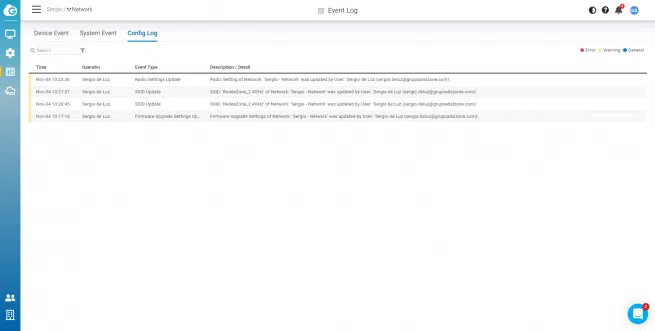 Sergio / Network
Event Log
Device Event System Event Config Log
Search
Error Warning General
Time Operator Event Type Description / Detail
Nov-04 10:23:36 Sergio de Luz Radio Settings Update Radio Setting of Network: 'Sergio - Network' was updated by User: 'Sergio de Luz (sergio.deluz@grupoadslzone.com)'
Nov-04 10:21:37 Sergio de Luz SSID Update SSID: 'RedesZone_2.4GHz' of Network: 'Sergio - Network' was updated by User: 'Sergio de Luz (sergio.deluz@grupoadslzone.com)'
Nov-04 10:20:45 Sergio de Luz SSID Update SSID: 'RedesZone_2.4GHz' of Network: 'Sergio - Network' was updated by User: 'Sergio de Luz (sergio.deluz@grupoadslzone.com)'
Nov-04 10:17:16 Sergio de Luz Firmware Upgrade Settings Up... Firmware Upgrade Settings of Network: 'Sergio - Network' was updated by User: 'Sergio de Luz (sergio.deluz@grupoadslzone.com)'